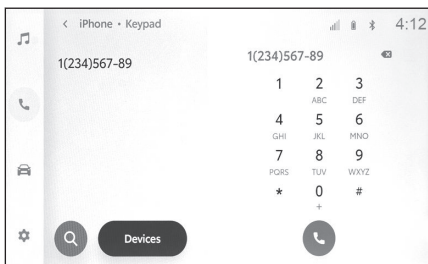 < iPhone • Keypad
4:12
1(234)567-89
1(234)567-89
1 2 3
ABC DEF
4 5 6
GHI JKL MNO
7 8 9
PQRS TUV WXYZ
* 0 #
+
Devices